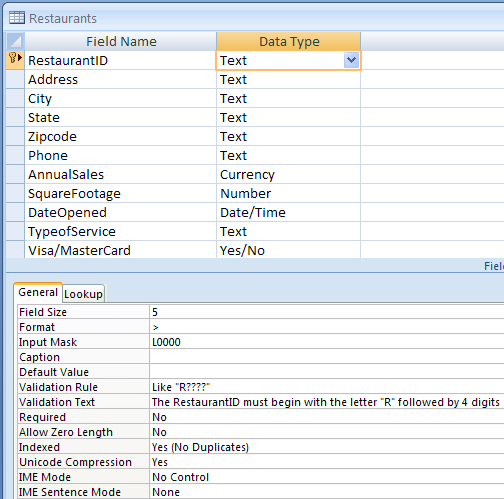 Restaurants
Field Name Data Type
RestaurantID Text
Address Text
City Text
State Text
Zipcode Text
Phone Text
AnnualSales Currency
SquareFootage Number
DateOpened Date/Time
TypeofService Text
Visa/MasterCard Yes/No
Fiel
General Lookup
Field Size 5
Format >
Input Mask L0000
Caption
Default Value
Validation Rule Like "R????"
Validation Text The RestaurantID must begin with the letter "R" followed by 4 digits
Required No
Allow Zero Length No
Indexed Yes (No Duplicates)
Unicode Compression Yes
IME Mode No Control
IME Sentence Mode None